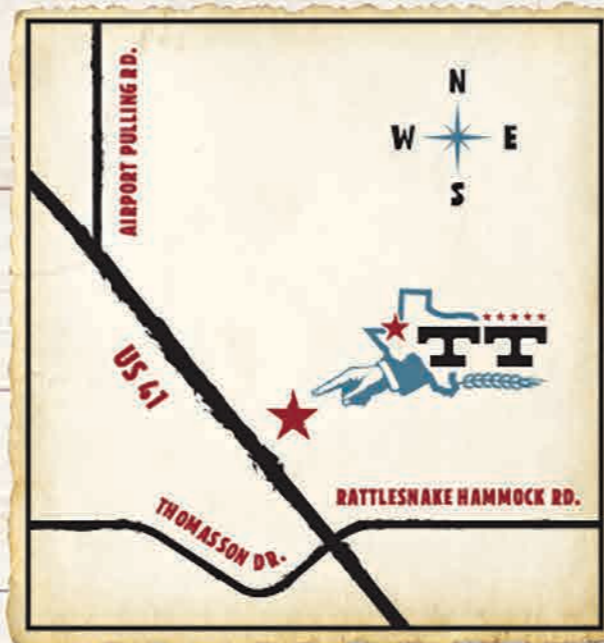 AIRPORT PULLING RD.
N
W E
S
TT
US 41
RATTLESNAKE HAMMOCK RD.
THOMASSON DR.